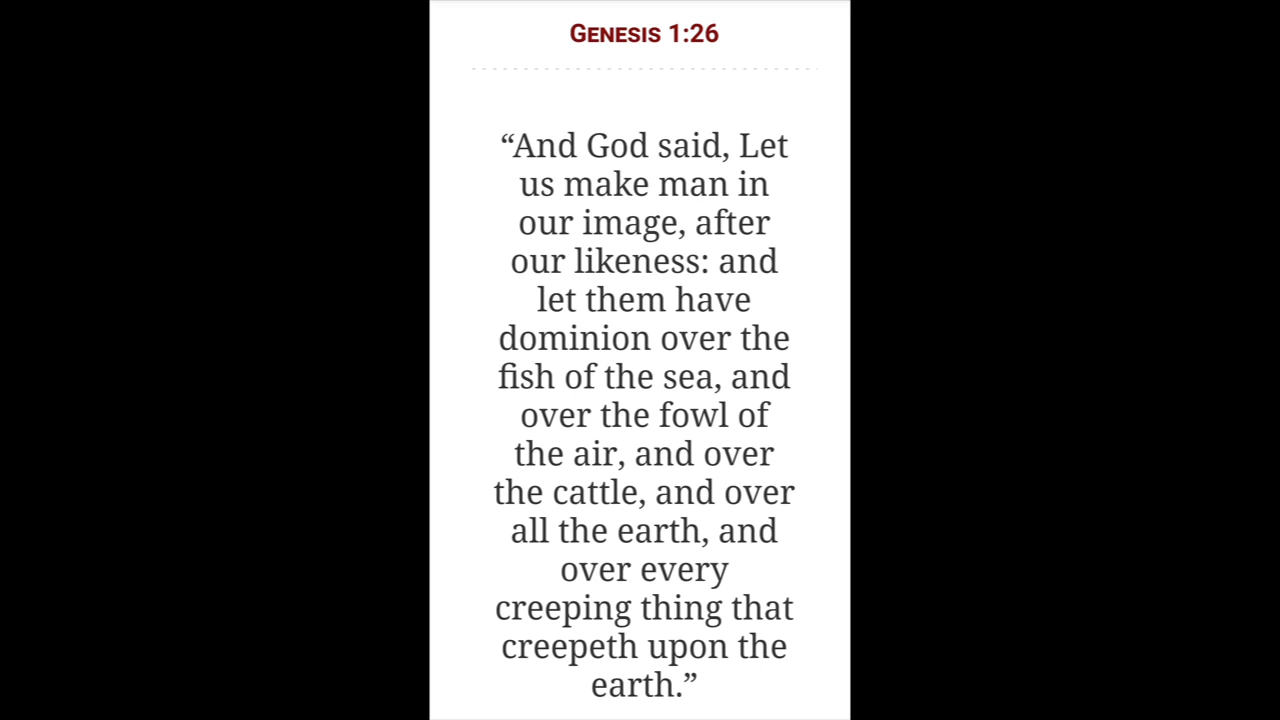 Genesis 1:26
“And God said, Let
us make man in
our image, after
our likeness: and
let them have
dominion over the
fish of the sea, and
over the fowl of
the air, and over
the cattle, and over
all the earth, and
over every
creeping thing that
creepeth upon the
earth.”